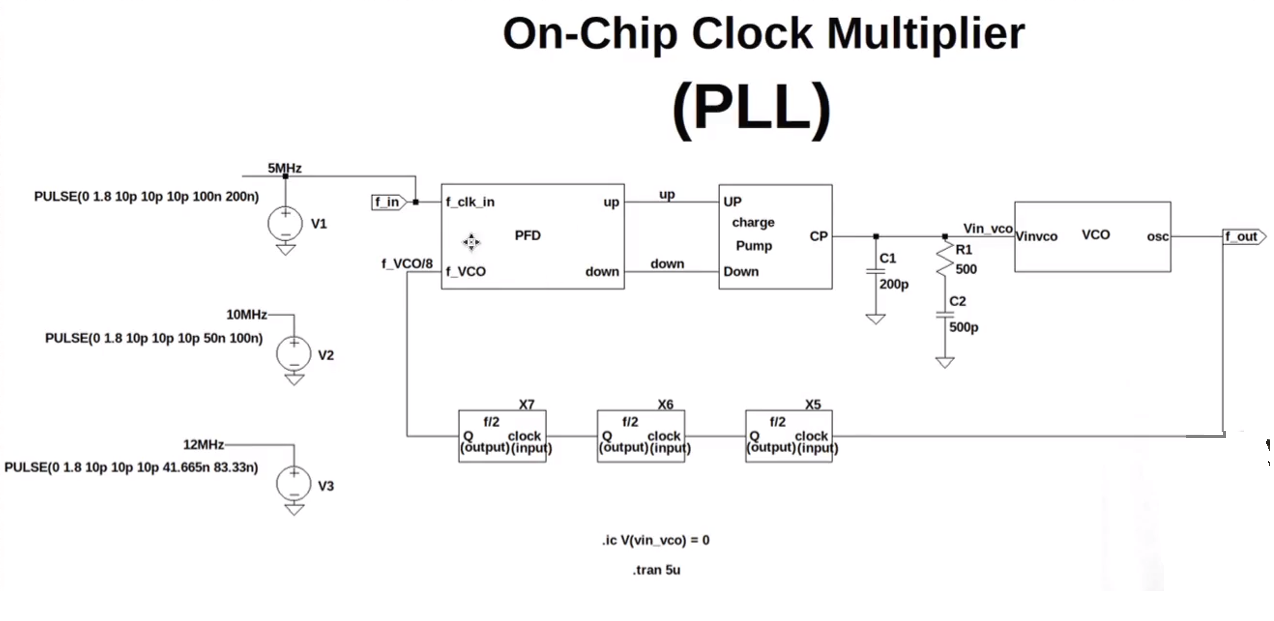 On-Chip Clock Multiplier
(PLL)
5MHz
PULSE(0 1.8 10p 10p 10p 100n 200n)
V1
f_in
f_clk_in
up
PFD
f_VCO/8
f_VCO
down
up
down
UP
charge
Pump
CP
Down
C1
200p
Vin_vco
R1
500
C2
500p
Vinvco
VCO
osc
f_out
10MHz
PULSE(0 1.8 10p 10p 10p 50n 100n)
V2
X7
f/2
Q
clock
(output)(input)
X6
f/2
Q
clock
(output)(input)
X5
f/2
Q
clock
(output)(input)
12MHz
PULSE(0 1.8 10p 10p 10p 41.665n 83.33n)
V3
.ic V(vin_vco) = 0
.tran 5u